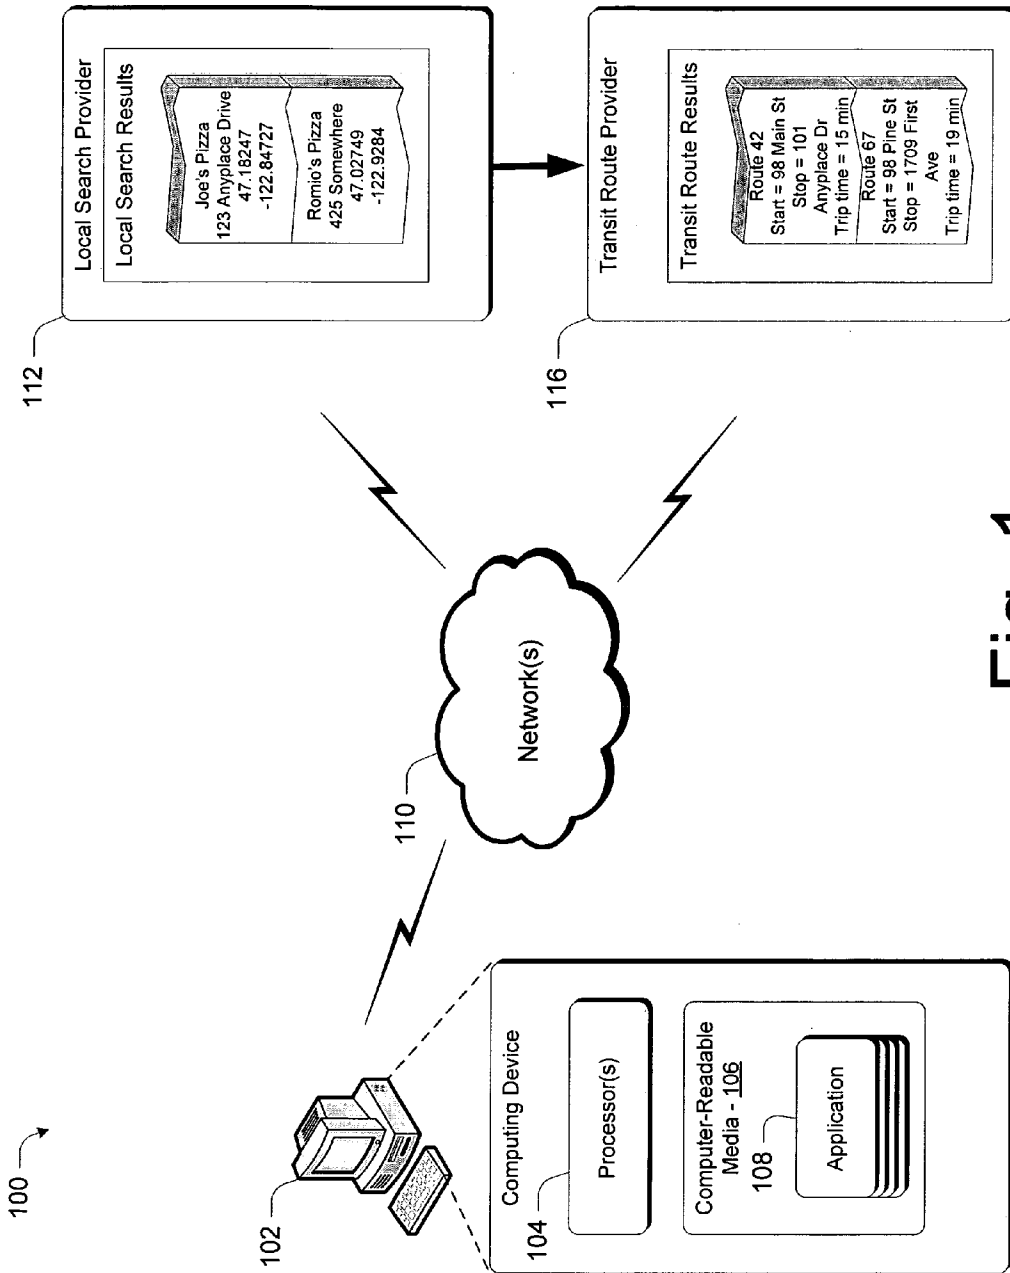 100
102
Computing Device
104
Processor(s)
Computer-Readable
Media - 106
108
Application
110
Network(s)
112
Local Search Provider
Local Search Results
Joe's Pizza
123 Anyplace Drive
47.18247
-122.84727
Romio's Pizza
425 Somewhere
47.02749
-122.9284
116
Transit Route Provider
Transit Route Results
Route 42
Start = 98 Main St
Stop = 101
Anyplace Dr
Trip time = 15 min
Route 67
Start = 98 Pine St
Stop = 1709 First
Ave
Trip time = 19 min